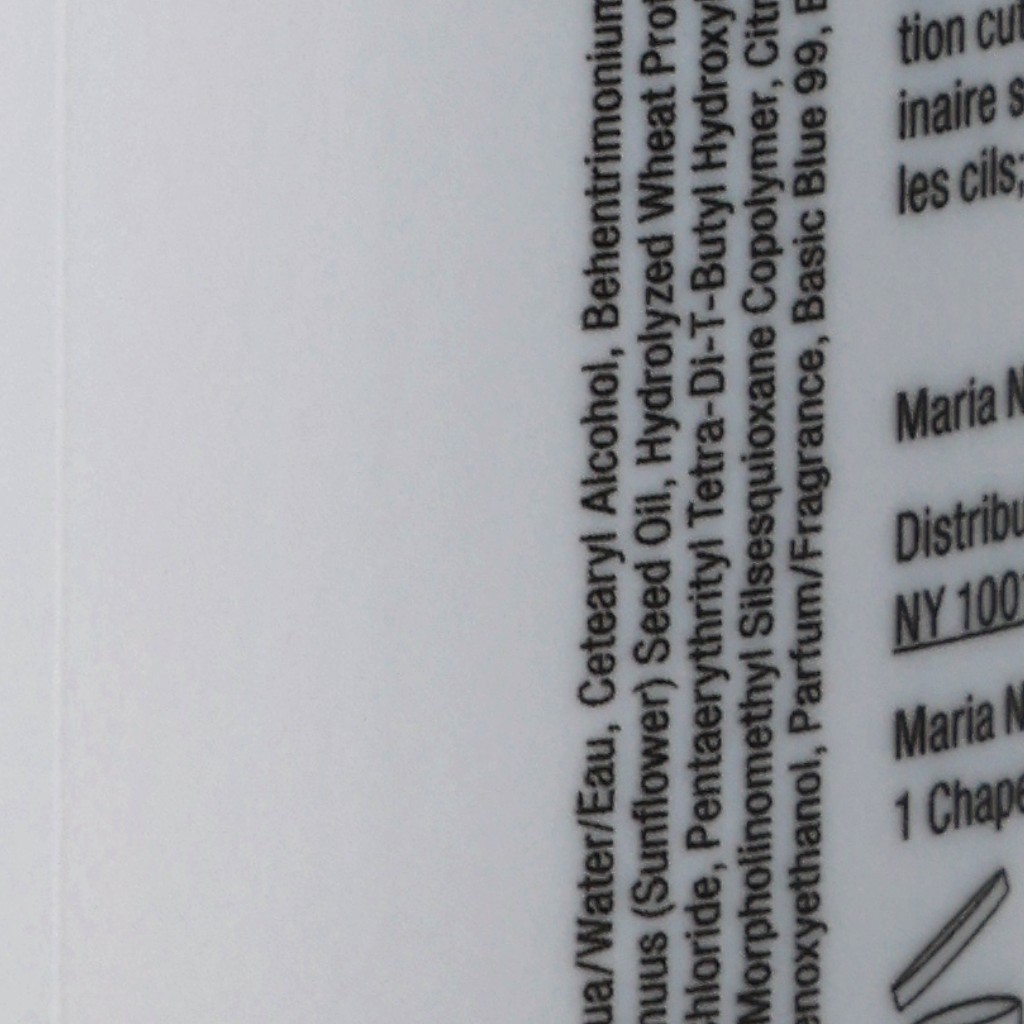 ua/Water/Eau, Cetearyl Alcohol, Behentrimonium
nuus (Sunflower) Seed Oil, Hydrolyzed Wheat Prot
hloride, Pentaerythrityl Tetra-Di-T-Butyl Hydroxy
Morpholinomethyl Silsesquioxane Copolymer, Citr
enoxyethanol, Parfum/Fragrance, Basic Blue 99,
tion cut
inaire s
les cils;
Maria N
Distribu
NY 100
Maria N
1 Chape